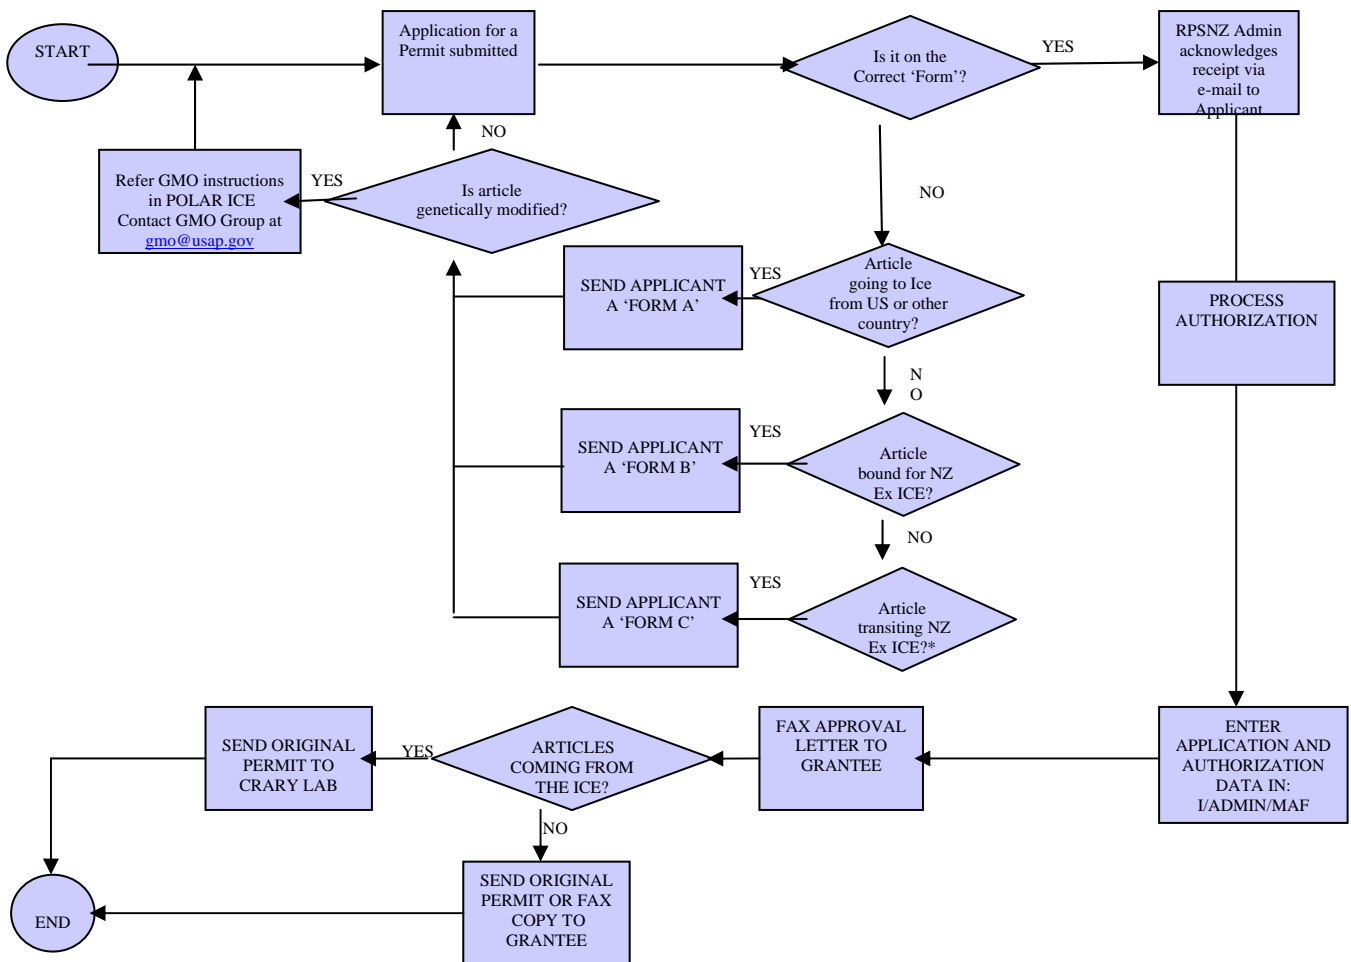 START
Application for a
Permit submitted
Is it on the
Correct ‘Form’?
YES
RPSNZ Admin
acknowledges
receipt via
e-mail to
Applicant
NO
Refer GMO instructions
in POLAR ICE
Contact GMO Group at
gmo@usap.gov
YES
Is article
genetically modified?
NO
SEND APPLICANT
A ‘FORM A’
YES
Article
going to Ice
from US or other
country?
PROCESS
AUTHORIZATION
N
O
SEND APPLICANT
A ‘FORM B’
YES
Article
bound for NZ
Ex ICE?
NO
SEND APPLICANT
A ‘FORM C’
YES
Article
transiting NZ
Ex ICE?*
SEND ORIGINAL
PERMIT TO
CRARY LAB
YES
ARTICLES
COMING FROM
THE ICE?
FAX APPROVAL
LETTER TO
GRANTEE
ENTER
APPLICATION AND
AUTHORIZATION
DATA IN:
I/ADMIN/MAF
NO
END
SEND ORIGINAL
PERMIT OR FAX
COPY TO
GRANTEE